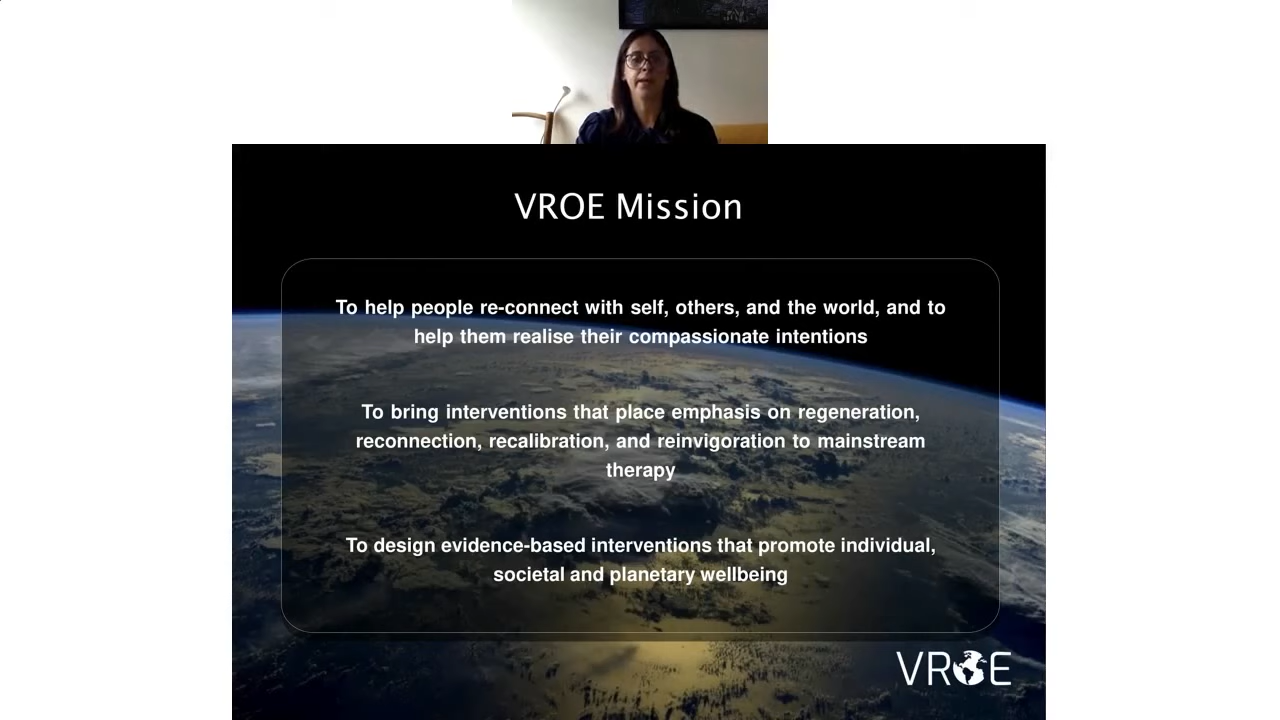 VROE Mission
To help people re-connect with self, others, and the world, and to
help them realise their compassionate intentions
To bring interventions that place emphasis on regeneration,
reconnection, recalibration, and reinvigoration to mainstream
therapy
To design evidence-based interventions that promote individual,
societal and planetary wellbeing
VROE